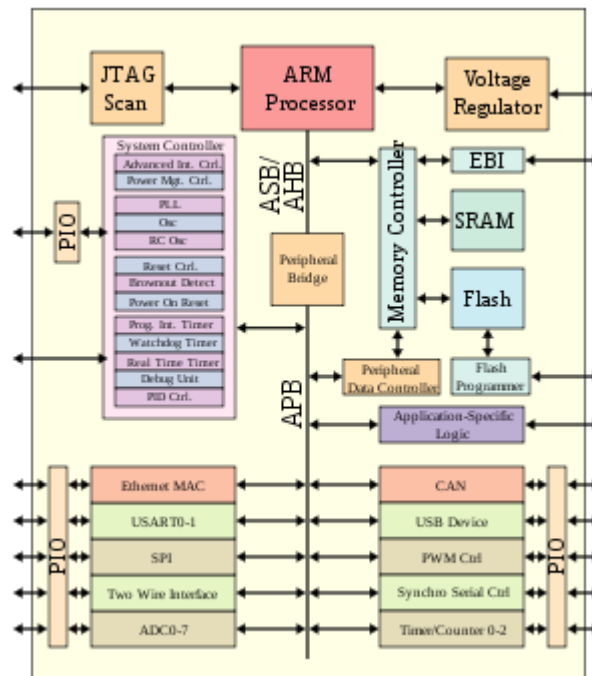 JTAG
Scan
ARM
Processor
Voltage
Regulator
System Controller
Advanced Int. Ctrl.
Power Mgt. Ctrl.
PLL
Osc
RC Osc
Reset Ctrl.
Brownout Detect
Power On Reset
Prog. Int. Timer
Watchdog Timer
Real Time Timer
Debug Unit
PID Ctrl.
PIO
ASB/
AHB
Peripheral
Bridge
APB
Memory Controller
EBI
SRAM
Flash
Peripheral
Data Controller
Flash
Programmer
Application-Specific
Logic
PIO
Ethernet MAC
USART0-1
SPI
Two Wire Interface
ADC0-7
CAN
USB Device
PWM Ctrl
Synchro Serial Ctrl
Timer/Counter 0-2
PIO